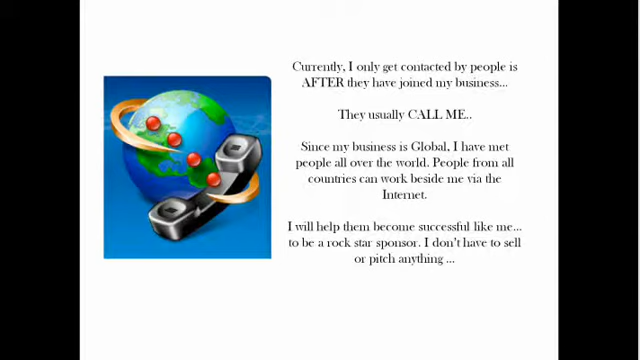 Currently, I only get contacted by people is
AFTER they have joined my business...
They usually CALL ME..
Since my business is Global, I have met
people all over the world. People from all
countries can work beside me via the
Internet.
I will help them become successful like me...
to be a rock star sponsor. I don't have to sell
or pitch anything ...